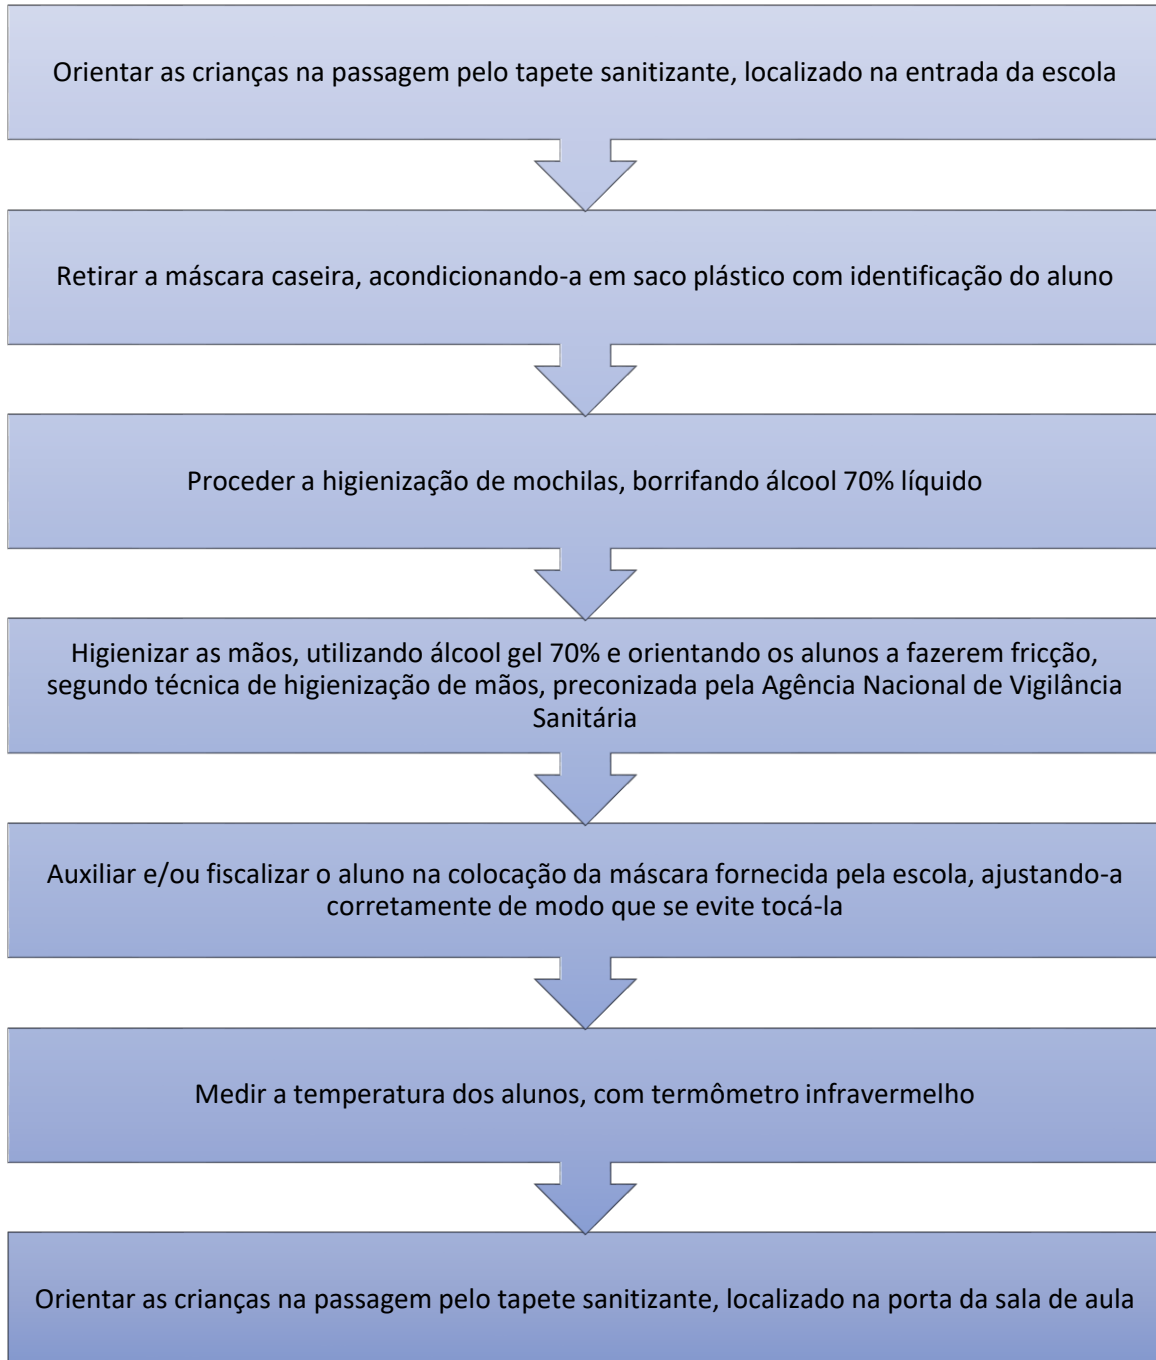 Orientar as crianças na passagem pelo tapete sanitizante, localizado na entrada da escola
Retirar a máscara caseira, acondicionando-a em saco plástico com identificação do aluno
Proceder a higienização de mochilas, borrifando álcool 70% líquido
Higienizar as mãos, utilizando álcool gel 70% e orientando os alunos a fazerem fricção,
segundo técnica de higienização de mãos, preconizada pela Agência Nacional de Vigilância
Sanitária
Auxiliar e/ou fiscalizar o aluno na colocação da máscara fornecida pela escola, ajustando-a
corretamente de modo que se evite tocá-la
Medir a temperatura dos alunos, com termômetro infravermelho
Orientar as crianças na passagem pelo tapete sanitizante, localizado na porta da sala de aula